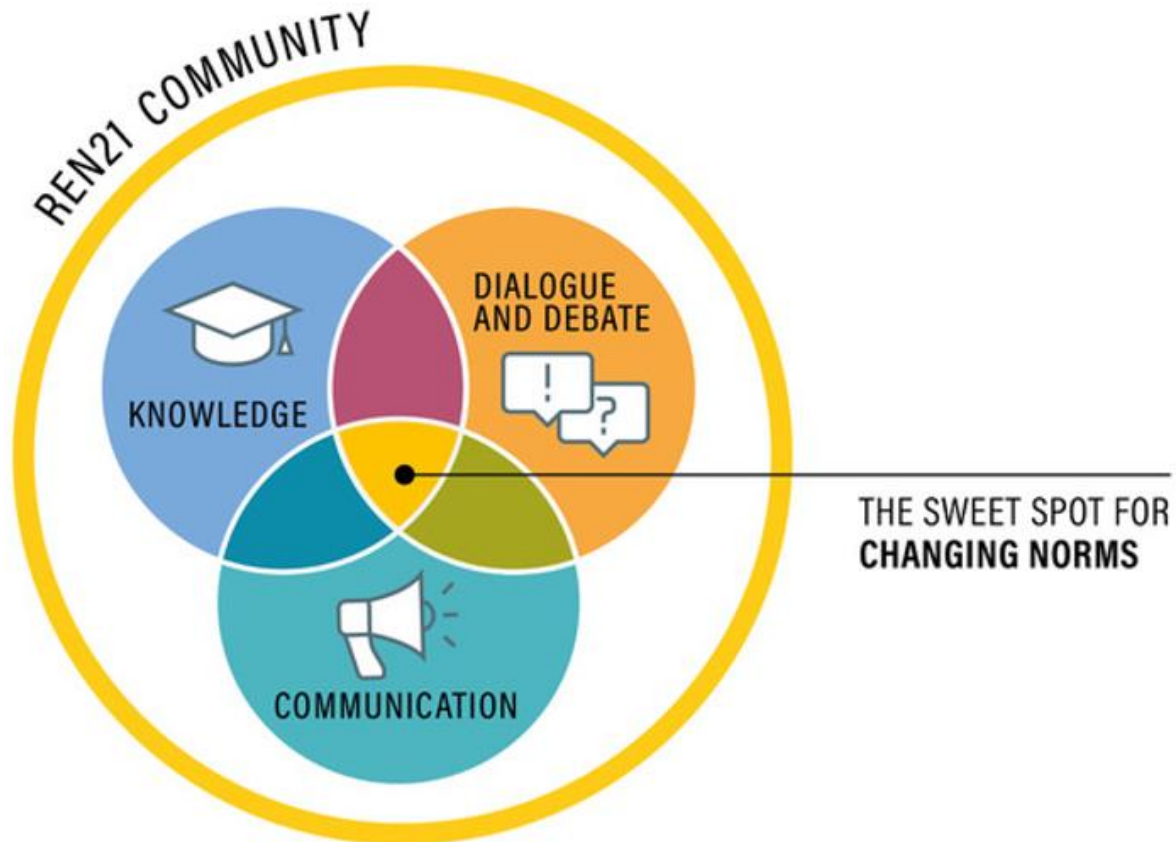 REN21 COMMUNITY
DIALOGUE
AND DEBATE
!
?
KNOWLEDGE
THE SWEET SPOT FOR
CHANGING NORMS
COMMUNICATION